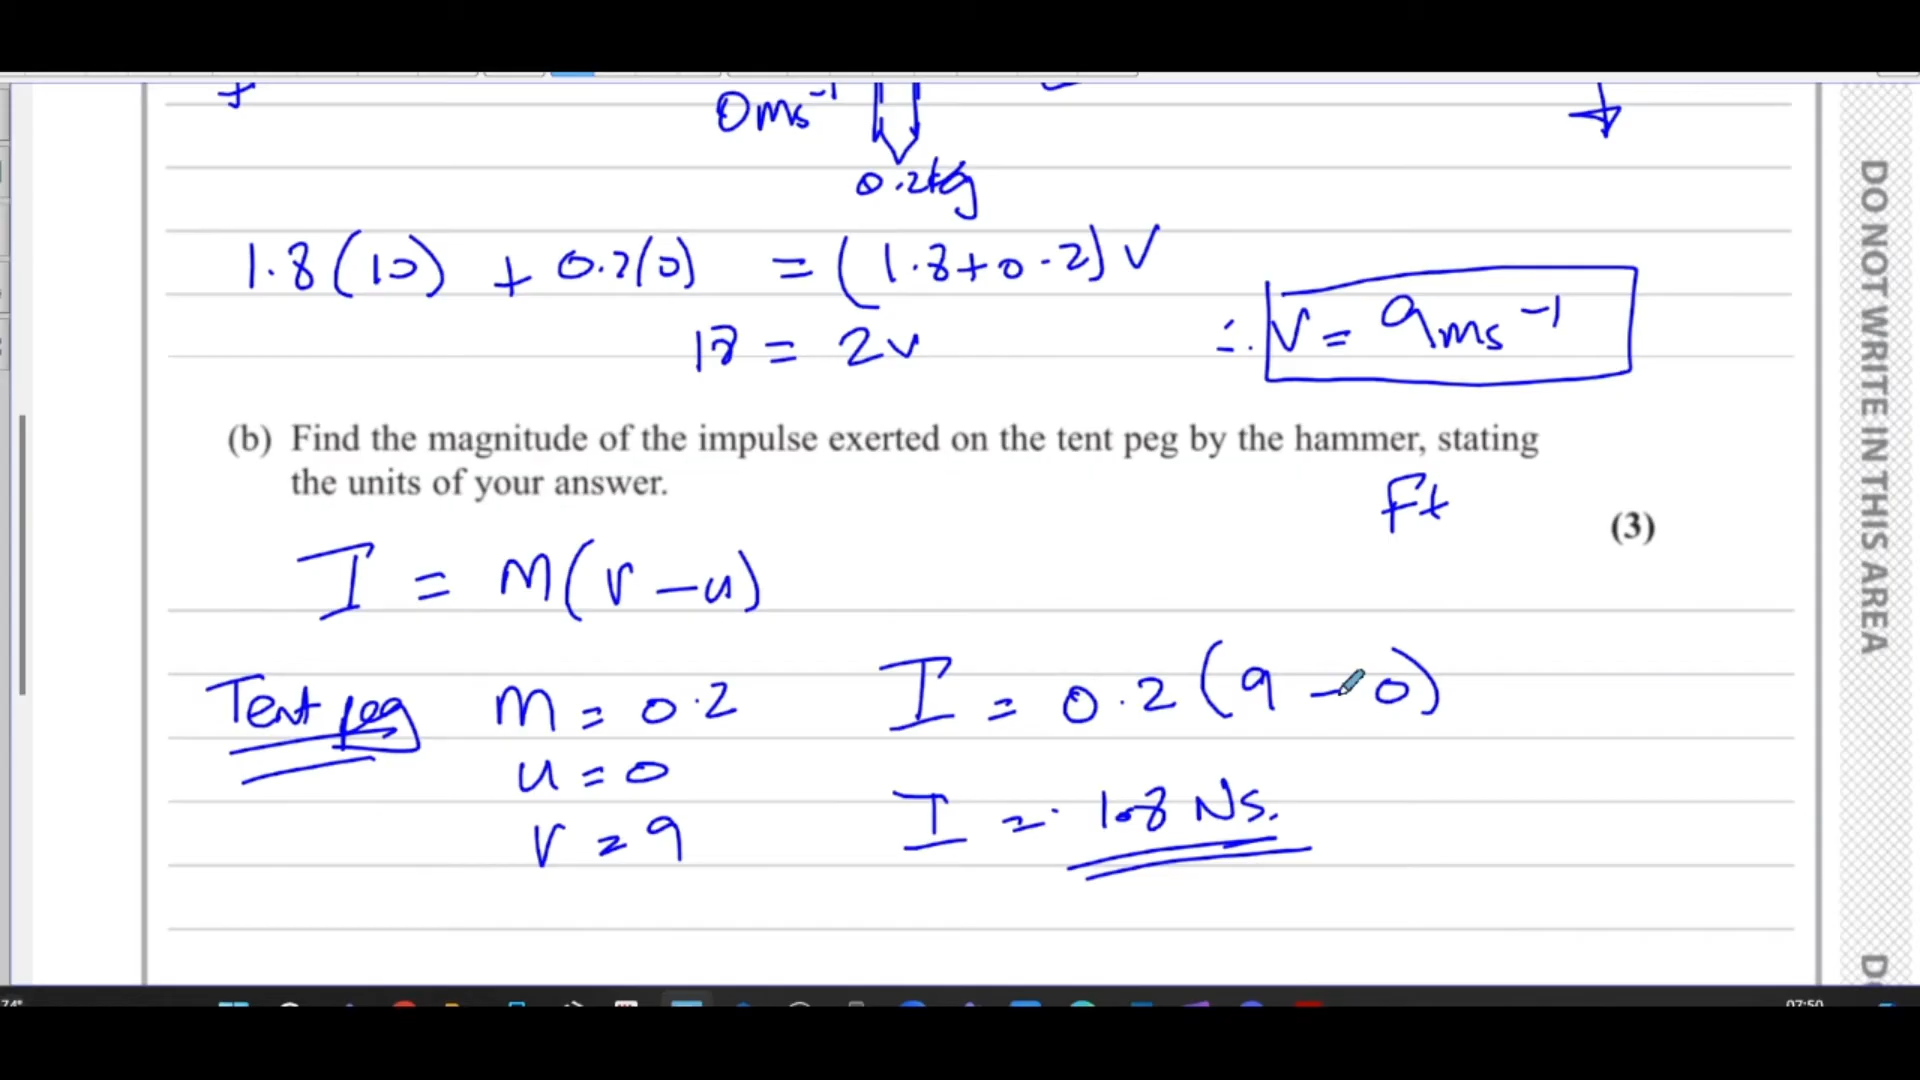 0ms⁻¹
0.2kg
1.8(10) + 0.2(0) = (1.8+0.2)v
18 = 2v
∴ v = 9ms⁻¹
(b) Find the magnitude of the impulse exerted on the tent peg by the hammer, stating
the units of your answer.
Ft
(3)
I = m(v-u)
Tent peg m = 0.2 I = 0.2(9-0)
u = 0
v = 9 I = 1.8 Ns.
DO NOT WRITE IN THIS AREA
74°
07:50